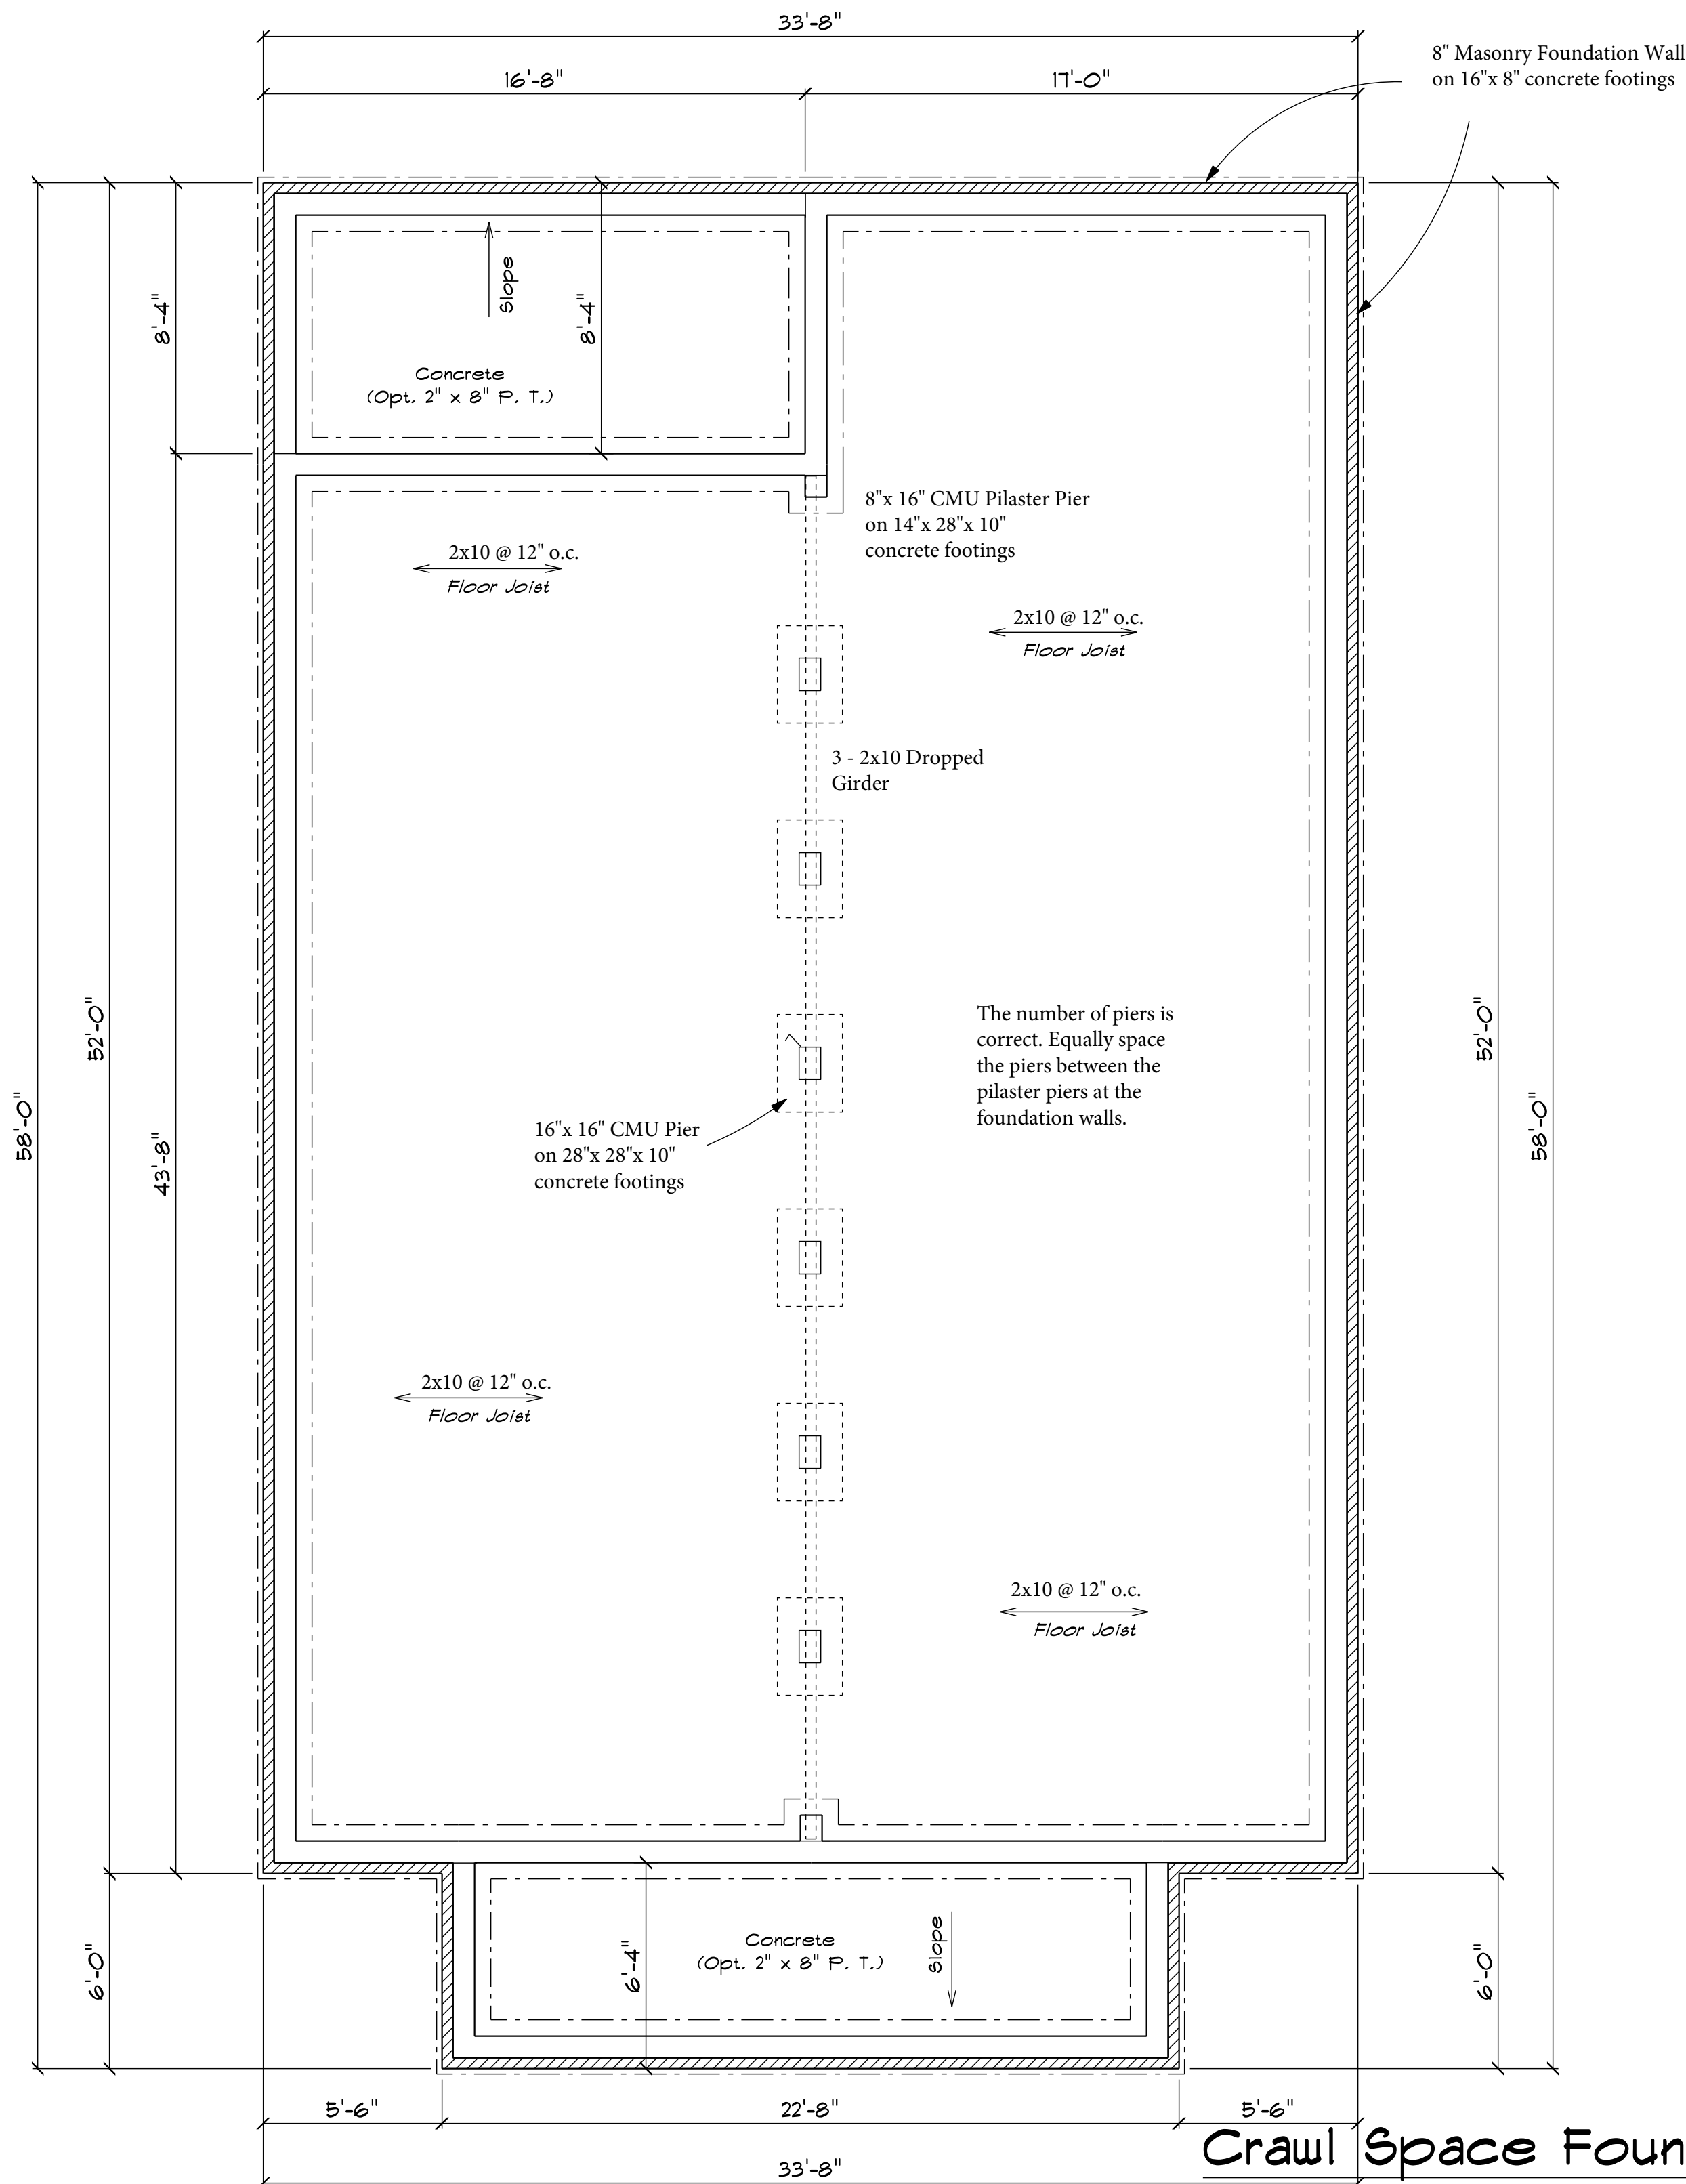 33'-8"
16'-8"
17'-0"
8" Masonry Foundation Wall
on 16"x 8" concrete footings
8'-4"
Slope
8'-4"
Concrete
(Opt. 2" x 8" P. T.)
8"x 16" CMU Pilaster Pier
on 14"x 28"x 10"
concrete footings
2x10 @ 12" o.c.
Floor Joist
2x10 @ 12" o.c.
Floor Joist
3 - 2x10 Dropped
Girder
52'-0"
58'-0"
43'-8"
The number of piers is
correct. Equally space
the piers between the
pilaster piers at the
foundation walls.
52'-0"
58'-0"
16"x 16" CMU Pier
on 28"x 28"x 10"
concrete footings
2x10 @ 12" o.c.
Floor Joist
2x10 @ 12" o.c.
Floor Joist
6'-0"
6'-4"
Concrete
(Opt. 2" x 8" P. T.)
Slope
6'-0"
5'-6"
22'-8"
5'-6"
Crawl Space Foun
33'-8"